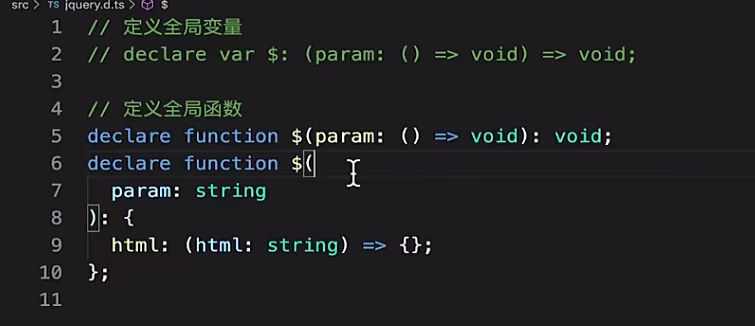 src > TS jquery.d.ts > $
1 // 定义全局变量
2 // declare var $: (param: () => void) => void;
3
4 // 定义全局函数
5 declare function $(param: () => void): void;
6 declare function $(
7   param: string
8 ): {
9   html: (html: string) => {};
10 };
11